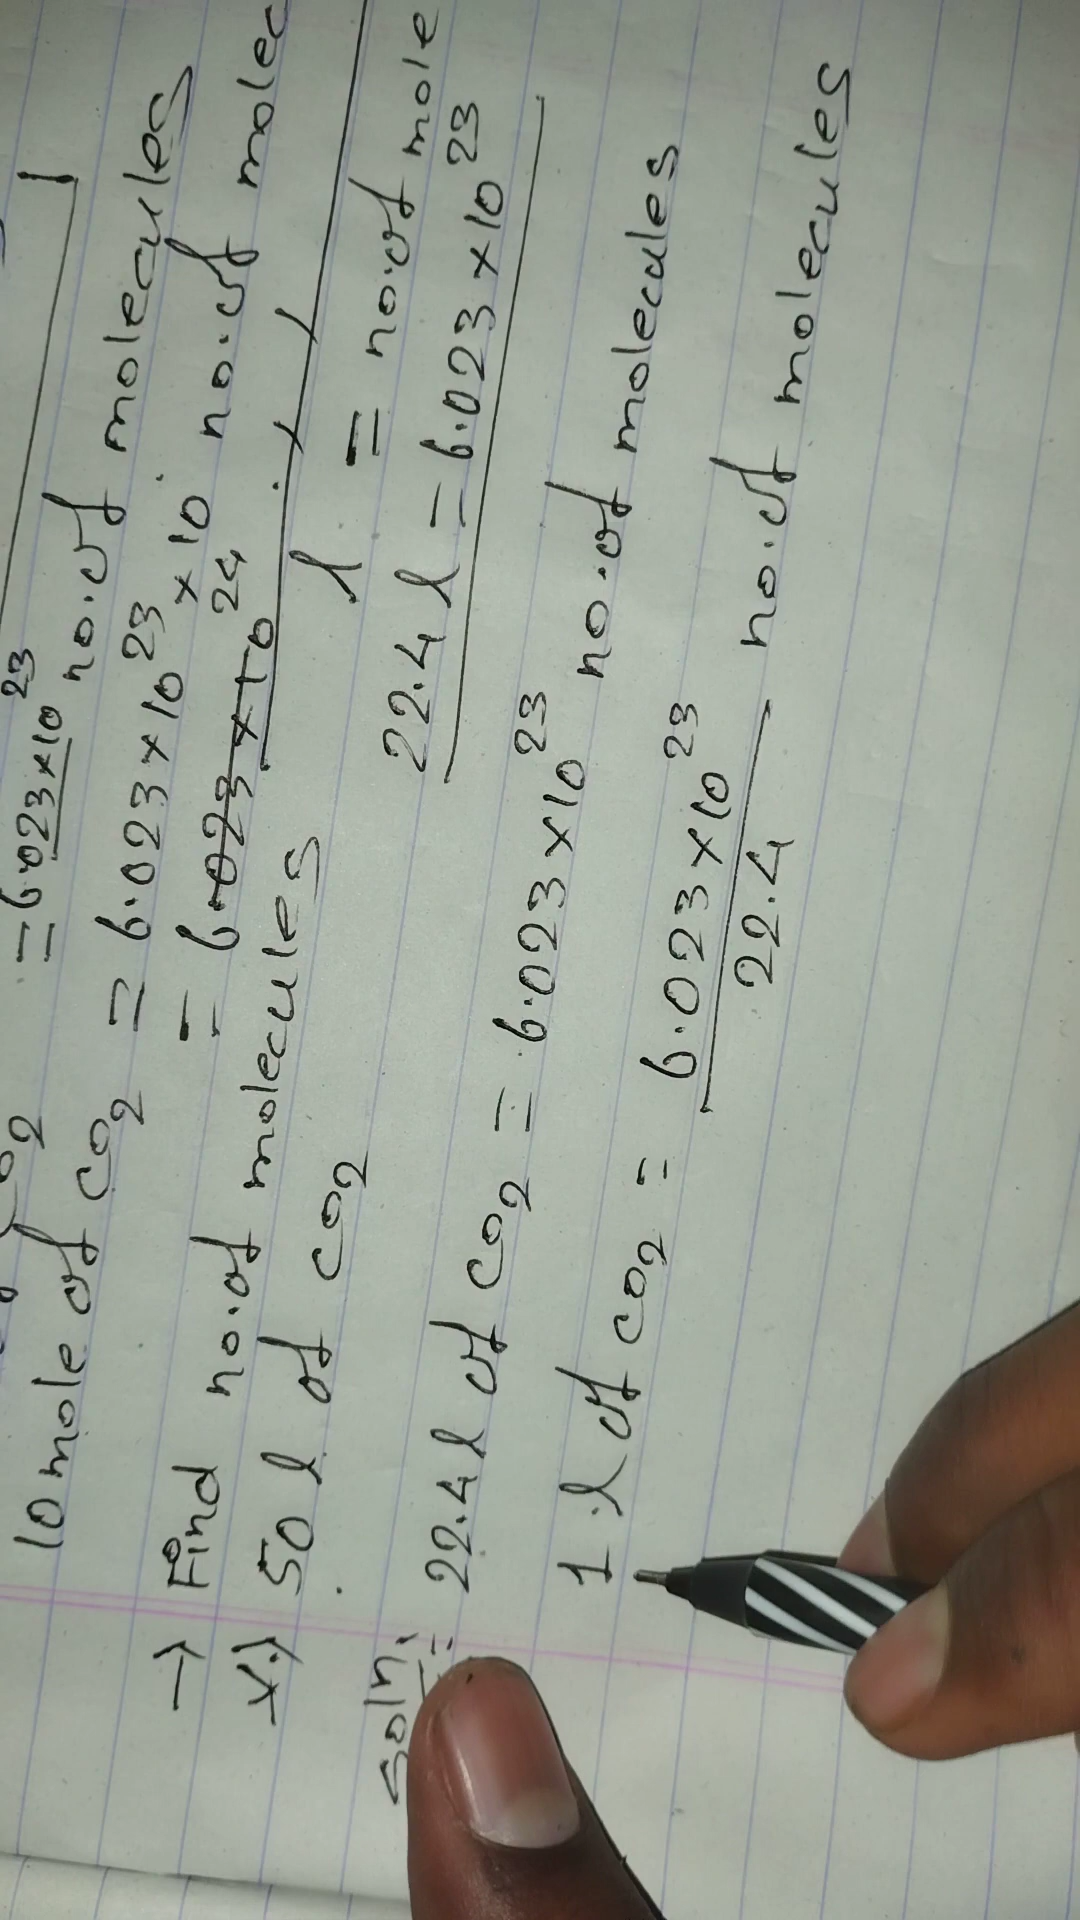 CO2 = 6.023×10^23 no.of molecules
10 mole of CO2 = 6.023×10^23 ×10 no.of molec
= 6.023×10^24
→ Find no.of molecules
x.) 50 l of CO2
l = no.of mole
22.4 l = 6.023×10^23
soln:
22.4 l of CO2 = 6.023×10^23 no.of molecules
1 l of CO2 = 6.023×10^23 / 22.4 no.of molecules